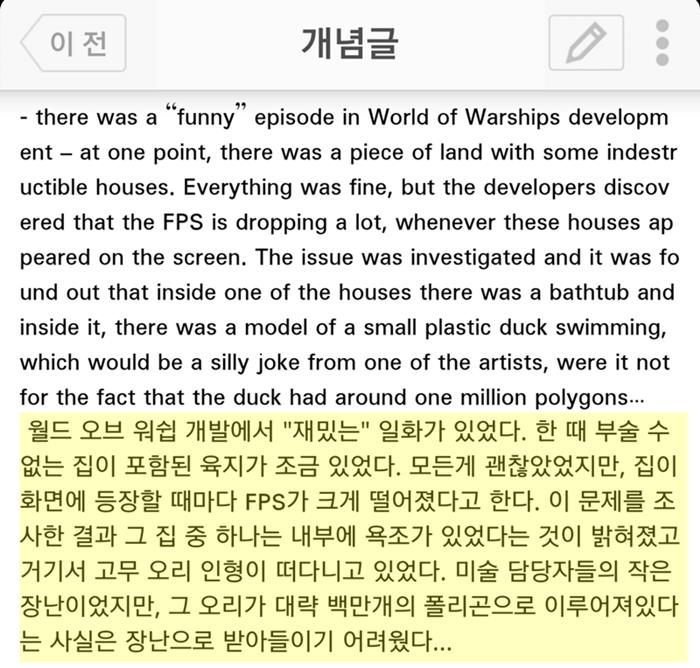 이 전
개념글
- there was a “funny” episode in World of Warships developm
ent – at one point, there was a piece of land with some indestr
uctible houses. Everything was fine, but the developers discov
ered that the FPS is dropping a lot, whenever these houses ap
peared on the screen. The issue was investigated and it was fo
und out that inside one of the houses there was a bathtub and
inside it, there was a model of a small plastic duck swimming,
which would be a silly joke from one of the artists, were it not
for the fact that the duck had around one million polygons…
월드 오브 워쉽 개발에서 "재밌는" 일화가 있었다. 한 때 부술 수
없는 집이 포함된 육지가 조금 있었다. 모든게 괜찮았었지만, 집이
화면에 등장할 때마다 FPS가 크게 떨어졌다고 한다. 이 문제를 조
사한 결과 그 집 중 하나는 내부에 욕조가 있었다는 것이 밝혀졌고
거기서 고무 오리 인형이 떠다니고 있었다. 미술 담당자들의 작은
장난이었지만, 그 오리가 대략 백만개의 폴리곤으로 이루어져있다
는 사실은 장난으로 받아들이기 어려웠다...